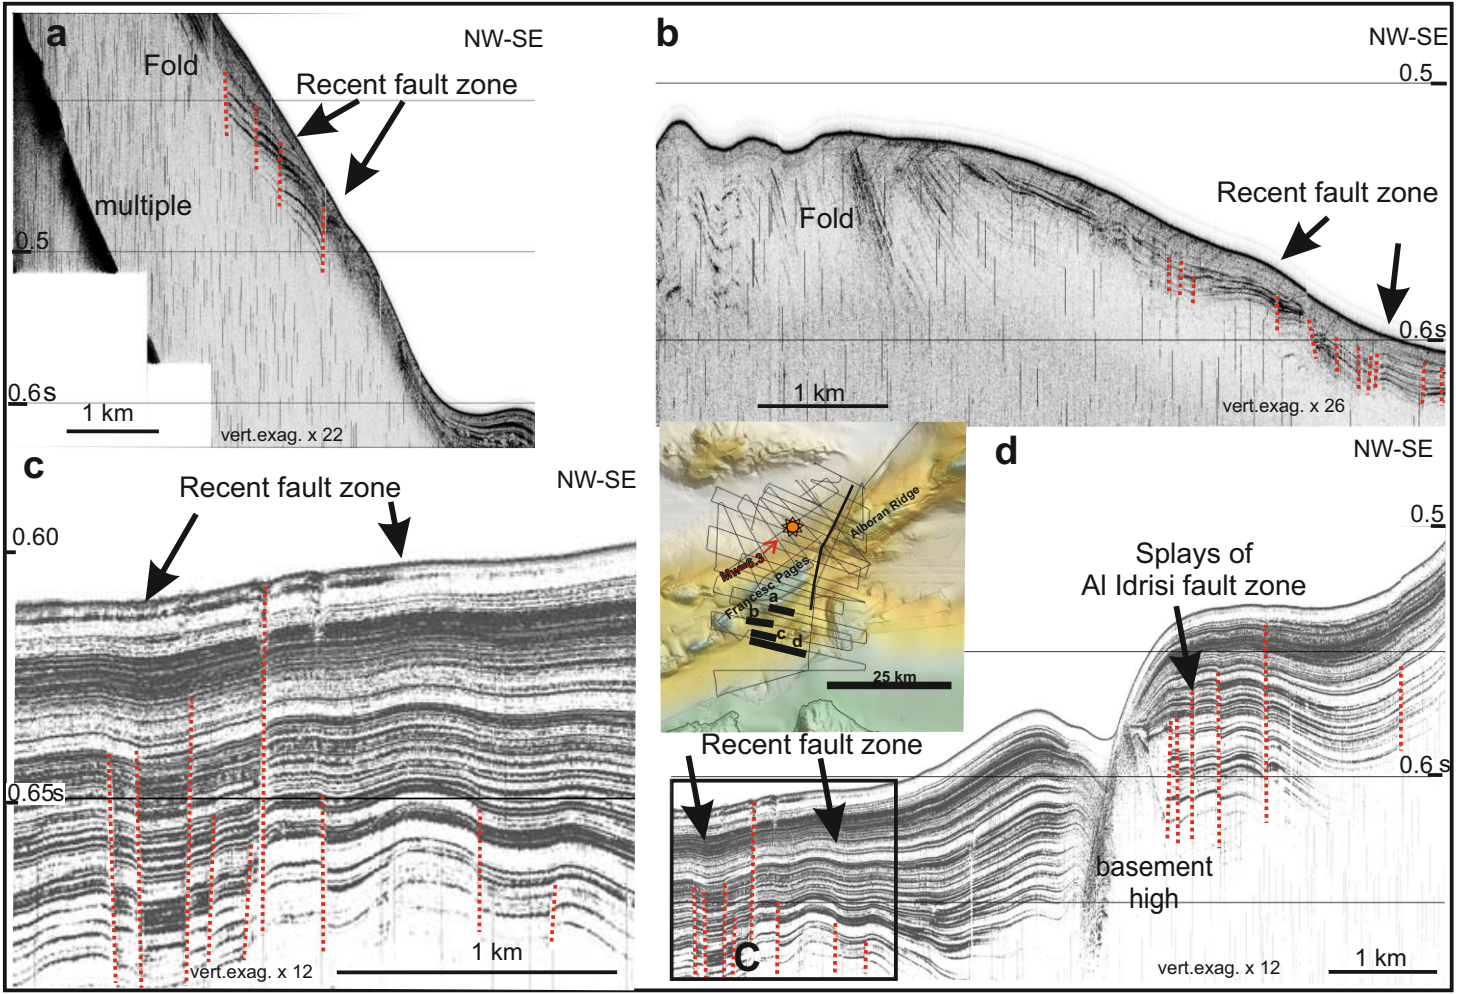 a
NW-SE
Fold
Recent fault zone
multiple
0.5
0.6s
1 km
vert.exag. x 22
b
NW-SE
0.5
Recent fault zone
Fold
0.6s
1 km
vert.exag. x 26
c
NW-SE
Recent fault zone
0.60
0.65s
1 km
vert.exag. x 12
Alboran Ridge
Mw=6.3
Francesc Pages
a
b
c
d
25 km
d
NW-SE
0.5
Splays of
Al Idrisi fault zone
Recent fault zone
0.6s
basement
high
C
vert.exag. x 12
1 km